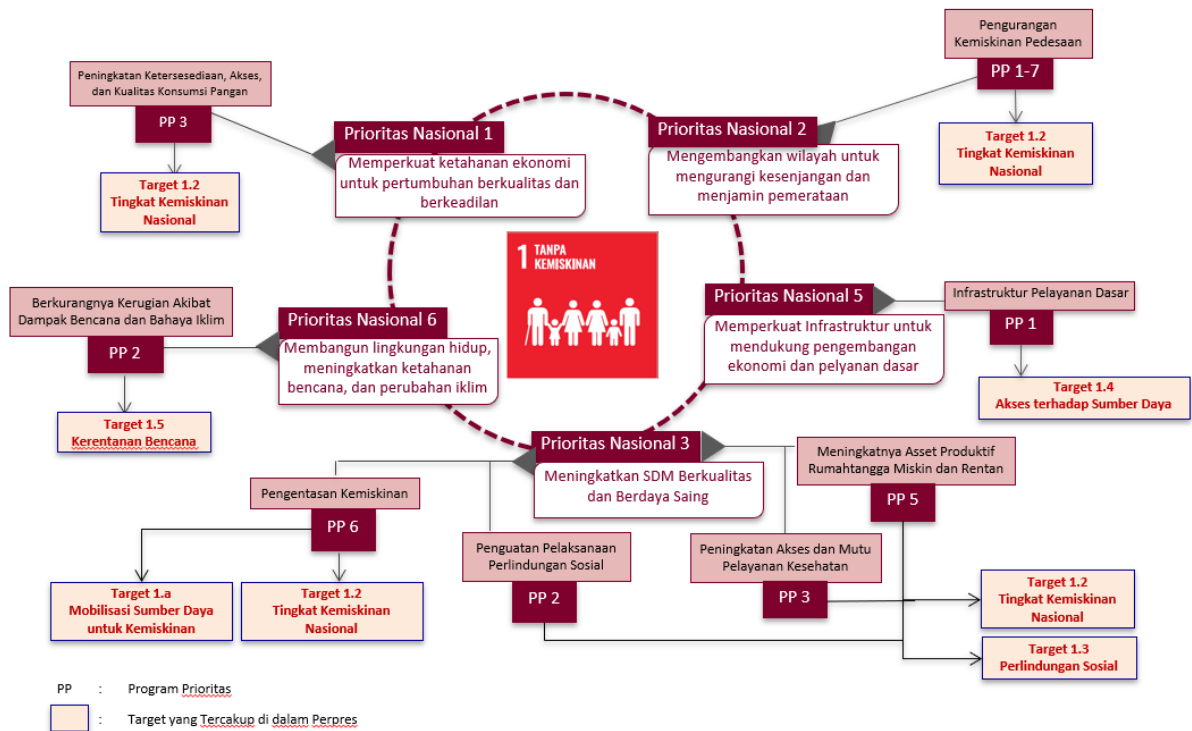 Pengurangan
Kemiskinan Pedesaan
PP 1-7
Target 1.2
Tingkat Kemiskinan
Nasional
Peningkatan Ketersesediaan, Akses,
dan Kualitas Konsumsi Pangan
PP 3
Target 1.2
Tingkat Kemiskinan
Nasional
Prioritas Nasional 1
Memperkuat ketahanan ekonomi
untuk pertumbuhan berkualitas dan
berkeadilan
Prioritas Nasional 2
Mengembangkan wilayah untuk
mengurangi kesenjangan dan
menjamin pemerataan
1 TANPA
KEMISKINAN
Berkurangnya Kerugian Akibat
Dampak Bencana dan Bahaya Iklim
PP 2
Target 1.5
Kerentanan Bencana
Prioritas Nasional 6
Membangun lingkungan hidup,
meningkatkan ketahanan
bencana, dan perubahan iklim
Prioritas Nasional 5
Memperkuat Infrastruktur untuk
mendukung pengembangan
ekonomi dan pelyanan dasar
Infrastruktur Pelayanan Dasar
PP 1
Target 1.4
Akses terhadap Sumber Daya
Prioritas Nasional 3
Meningkatkan SDM Berkualitas
dan Berdaya Saing
Pengentasan Kemiskinan
PP 6
Target 1.a
Mobilisasi Sumber Daya
untuk Kemiskinan
Target 1.2
Tingkat Kemiskinan
Nasional
Penguatan Pelaksanaan
Perlindungan Sosial
PP 2
Peningkatan Akses dan Mutu
Pelayanan Kesehatan
PP 3
Meningkatnya Asset Produktif
Rumahtangga Miskin dan Rentan
PP 5
Target 1.2
Tingkat Kemiskinan
Nasional
Target 1.3
Perlindungan Sosial
PP : Program Prioritas
: Target yang Tercakup di dalam Perpres